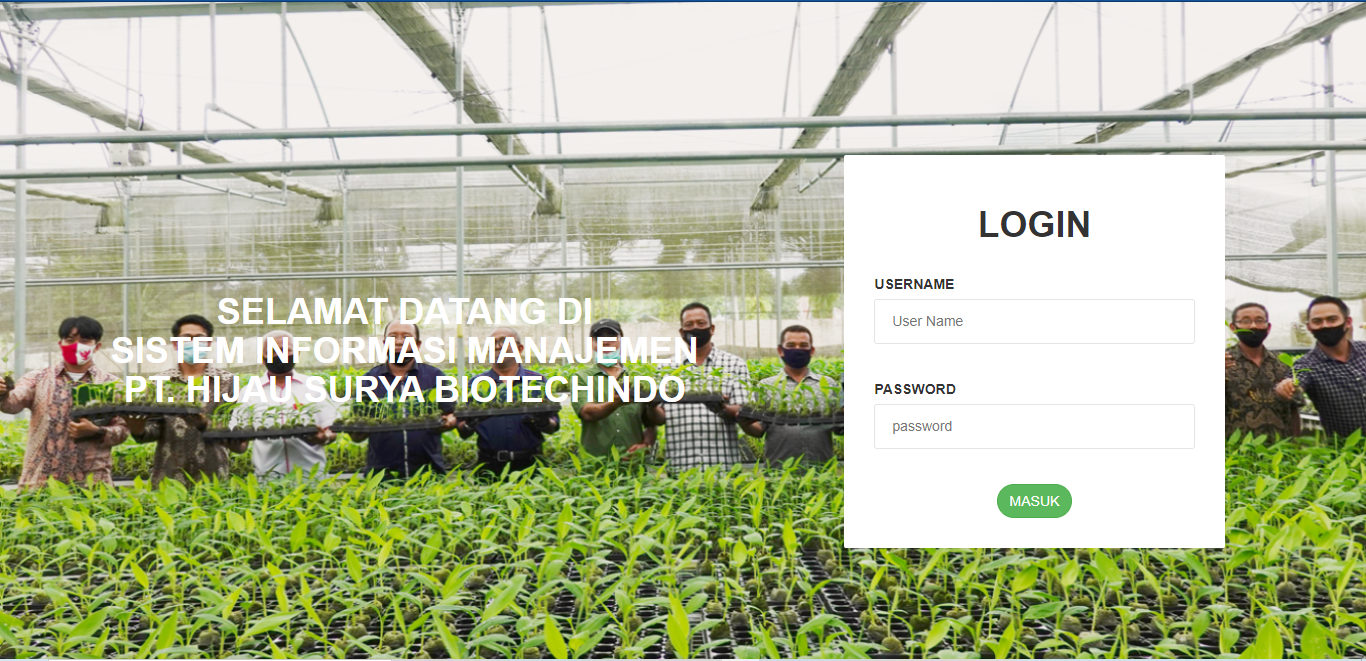 SELAMAT DATANG DI
SISTEM INFORMASI MANAJEMEN
PT. HIJAU SURYA BIOTECHINDO
LOGIN
USERNAME
User Name
PASSWORD
password
MASUK